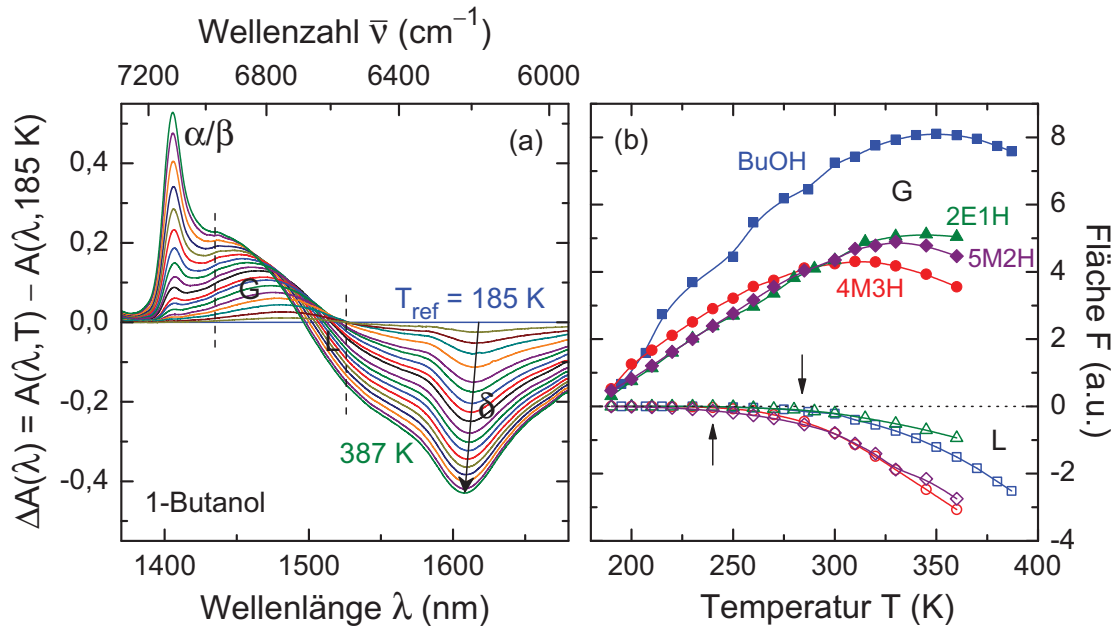 Wellenzahl ν̅ (cm⁻¹)
7200 6800 6400 6000
ΔA(λ) = A(λ,T) − A(λ,185 K)
0,4
0,2
0,0
-0,2
-0,4
α/β
(a)
G
T_ref = 185 K
L
δ
387 K
1-Butanol
1400 1500 1600
Wellenlänge λ (nm)
(b)
BuOH
G
2E1H
5M2H
4M3H
L
8
6
4
2
0
-2
-4
Fläche F (a.u.)
200 250 300 350 400
Temperatur T (K)